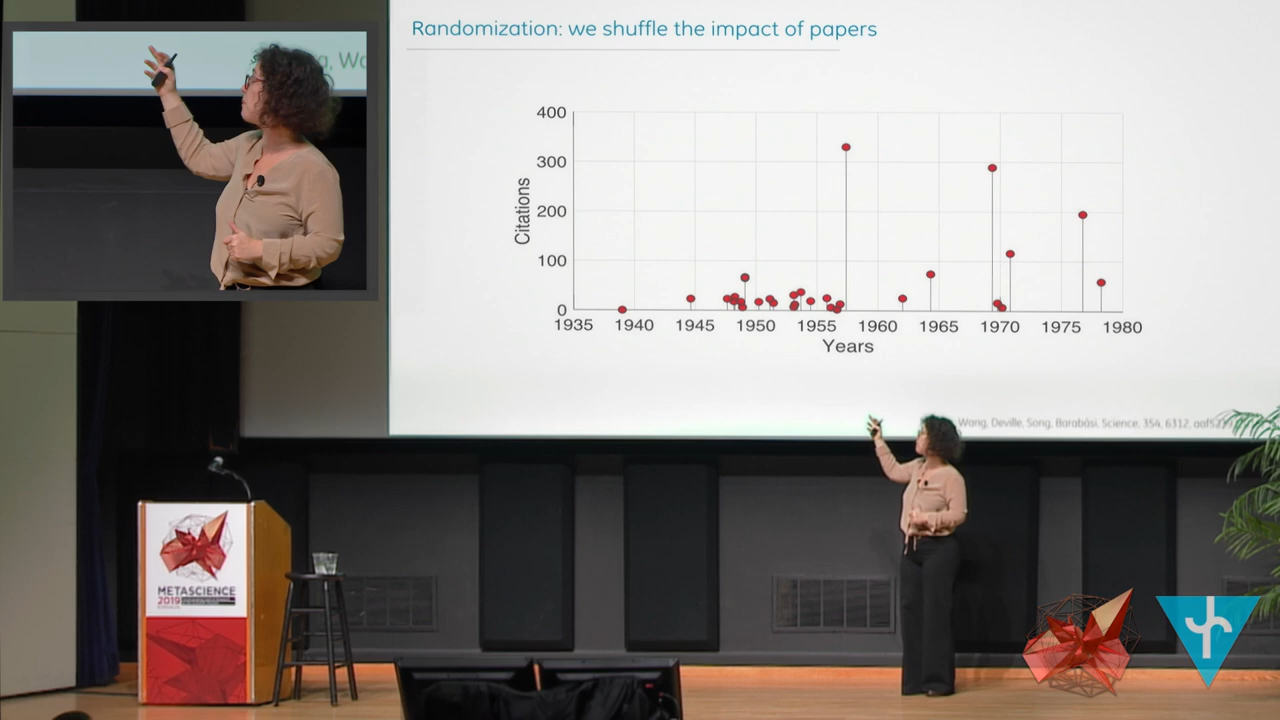 Randomization: we shuffle the impact of papers
400
300
200
100
0
Citations
1935 1940 1945 1950 1955 1960 1965 1970 1975 1980
Years
Wang, Deville, Song, Barabási, Science, 354, 6312,
METASCIENCE
2019